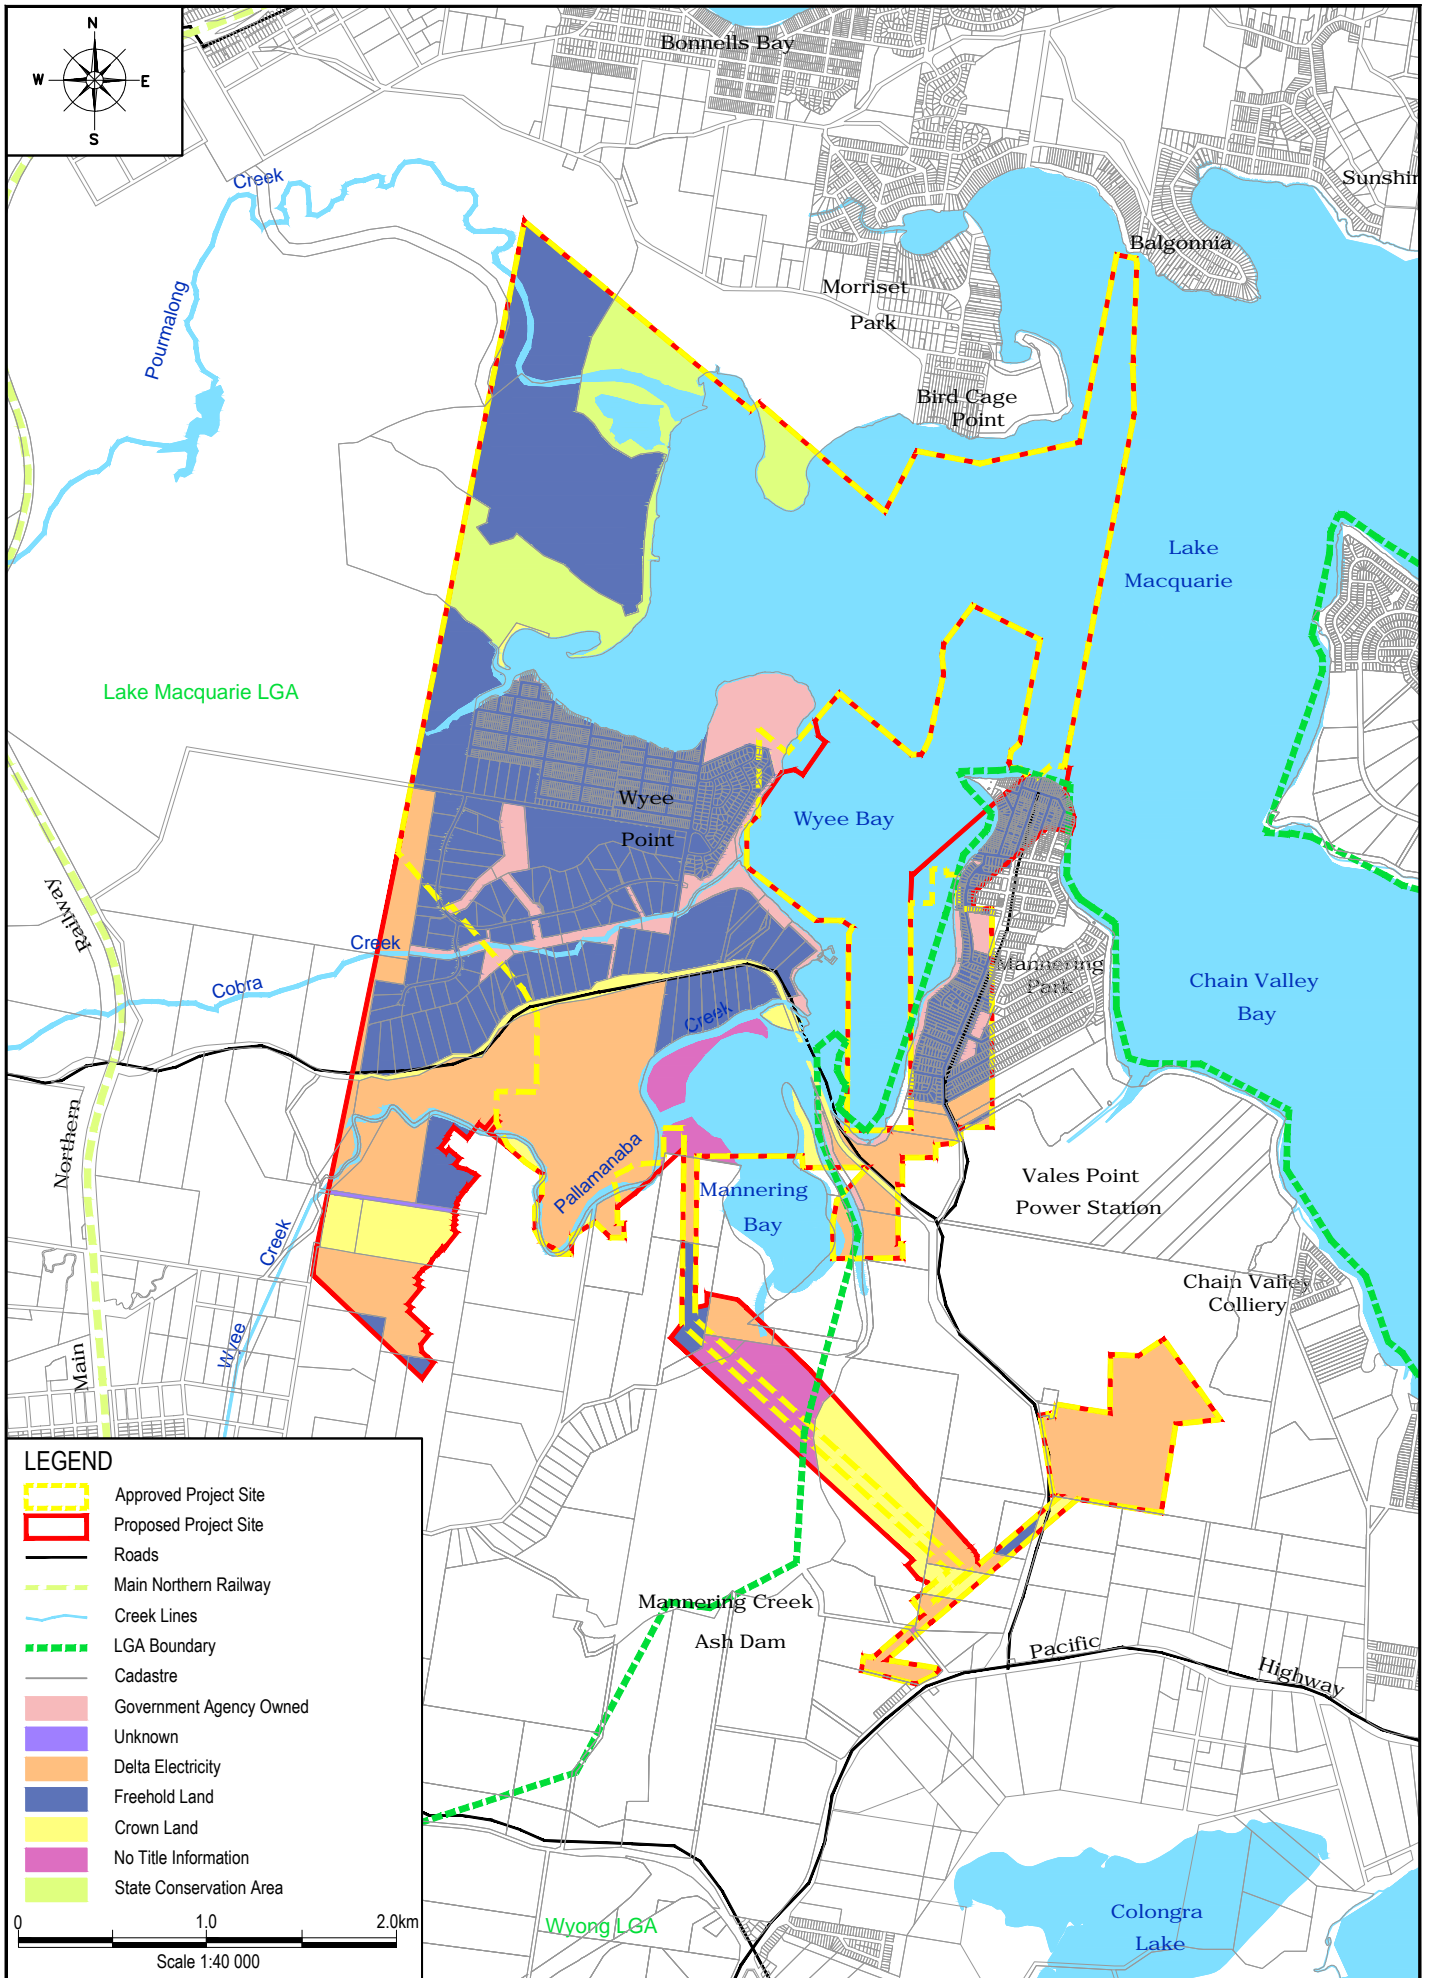 N
W E
S
Bonnells Bay
Creek
Sunshin
Balgonnia
Morriset
Park
Pourmalong
Bird Cage
Point
Lake
Macquarie
Lake Macquarie LGA
Wyee
Point
Wyee Bay
Railway
Creek
Cobra
Mannering
Park
Chain Valley
Bay
Creek
Northern
Pallamanaba
Mannering
Bay
Vales Point
Power Station
Creek
Wyee
Chain Valley
Colliery
Main
Mannering Creek
Ash Dam
Pacific
Highway
Colongra
Lake
Wyong LGA
LEGEND
Approved Project Site
Proposed Project Site
Roads
Main Northern Railway
Creek Lines
LGA Boundary
Cadastre
Government Agency Owned
Unknown
Delta Electricity
Freehold Land
Crown Land
No Title Information
State Conservation Area
0 1.0 2.0km
Scale 1:40 000